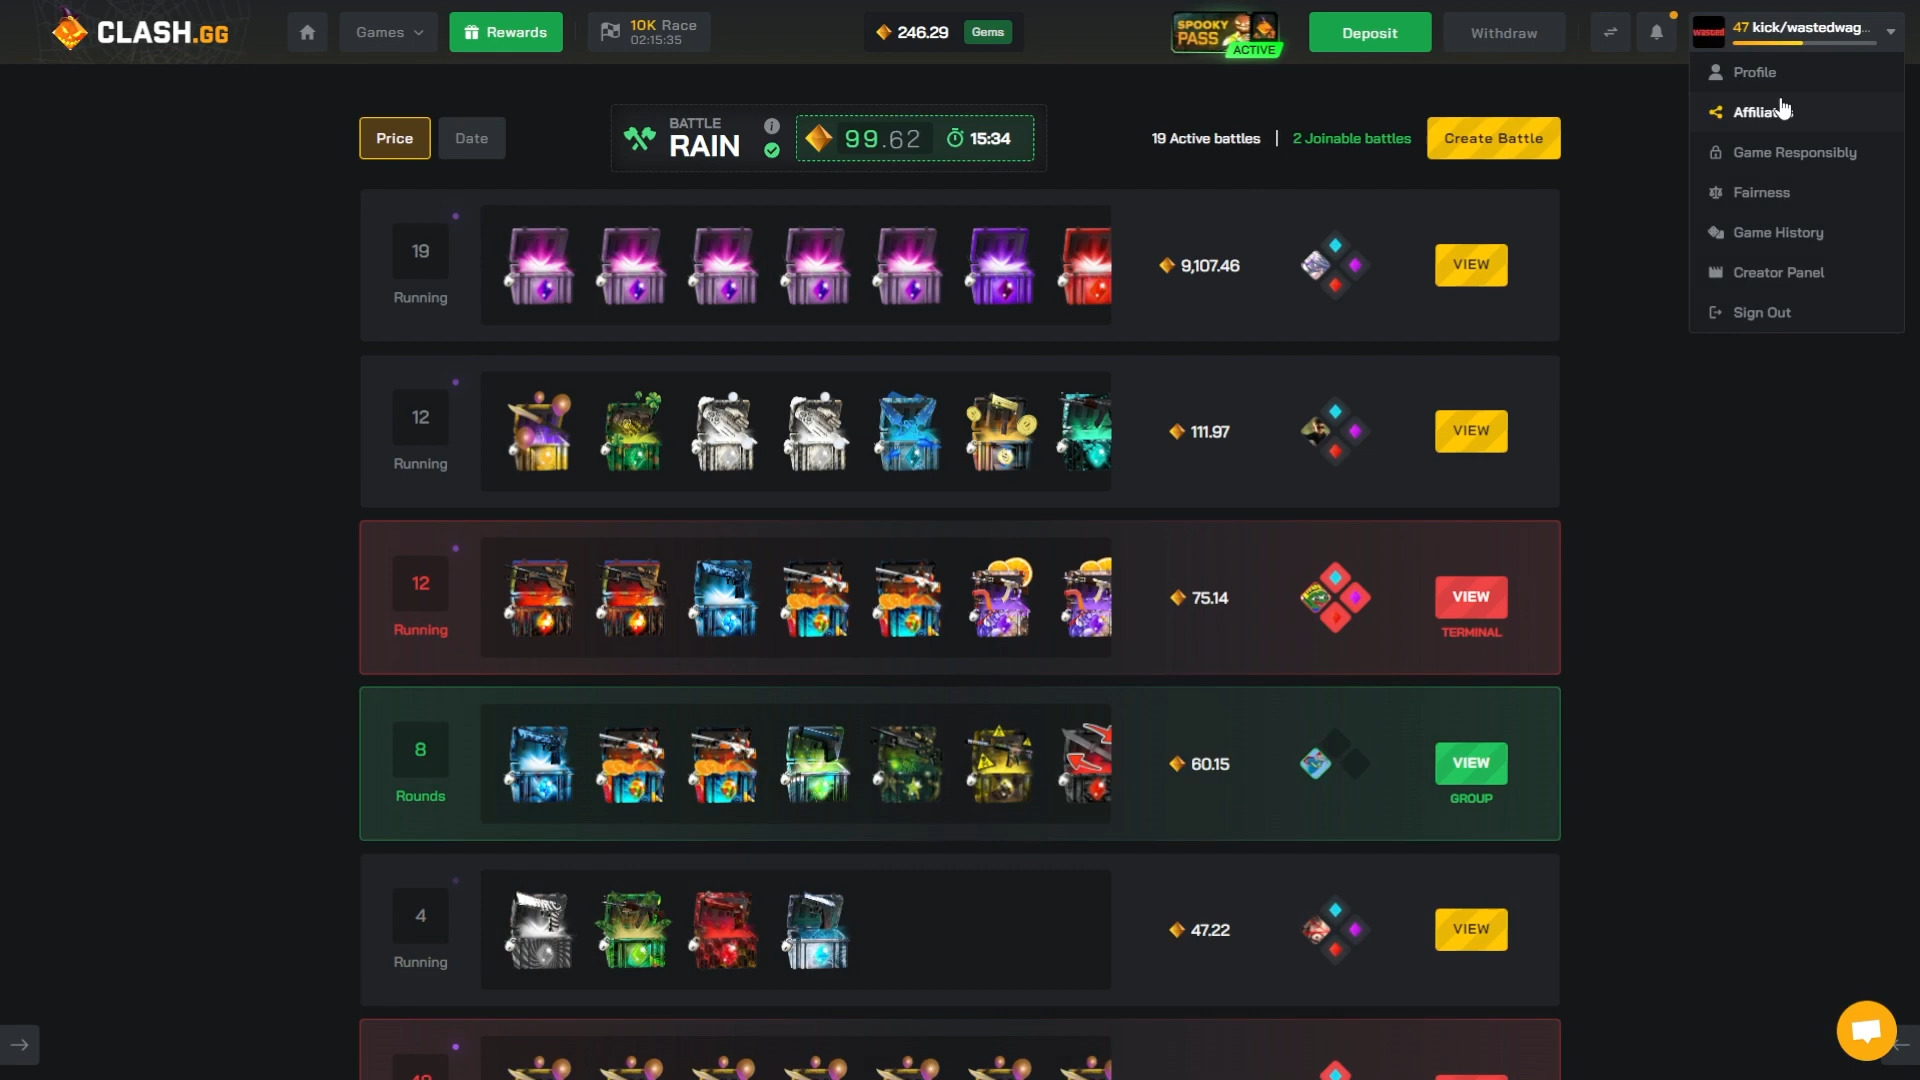 CLASH.GG
Games
Rewards
10K Race
02:15:35
246.29
Gems
SPOOKY
PASS
ACTIVE
Deposit
Withdraw
wasted
47 kick/wastedwag...
Profile
Game Responsibly
Fairness
Game History
Creator Panel
Sign Out
Price
Date
BATTLE
RAIN
99.62
15:34
19 Active battles
2 Joinable battles
Create Battle
19
Running
9,107.46
VIEW
12
Running
111.97
VIEW
12
Running
75.14
VIEW
TERMINAL
8
Rounds
60.15
VIEW
GROUP
4
Running
47.22
VIEW